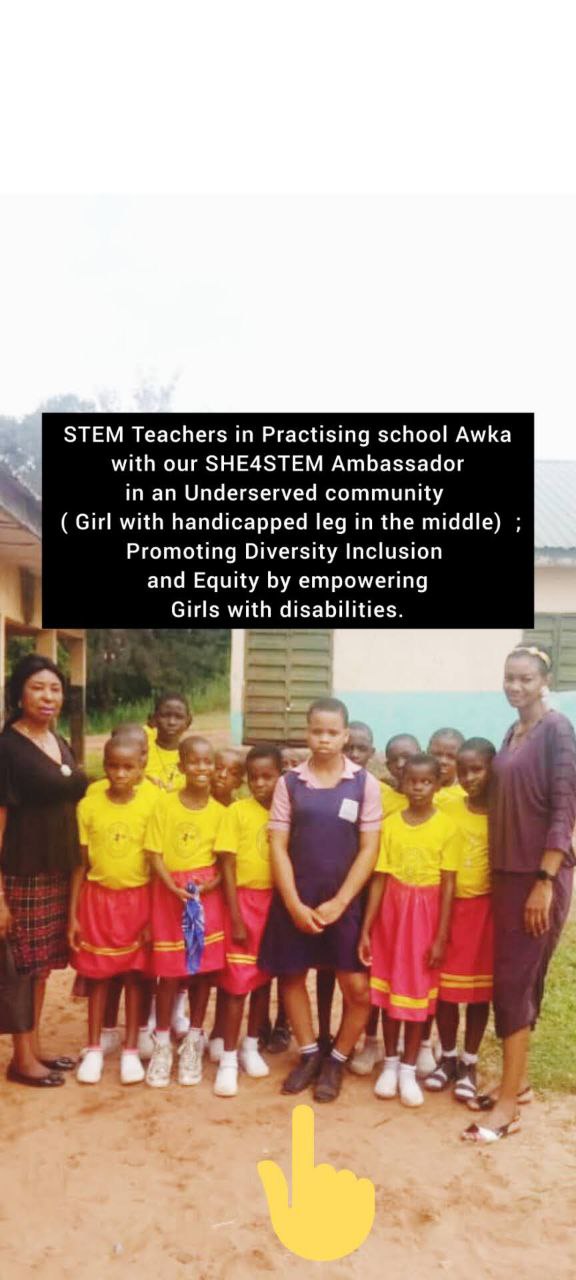 STEM Teachers in Practising school Awka
with our SHE4STEM Ambassador
in an Underserved community
( Girl with handicapped leg in the middle) ;
Promoting Diversity Inclusion
and Equity by empowering
Girls with disabilities.